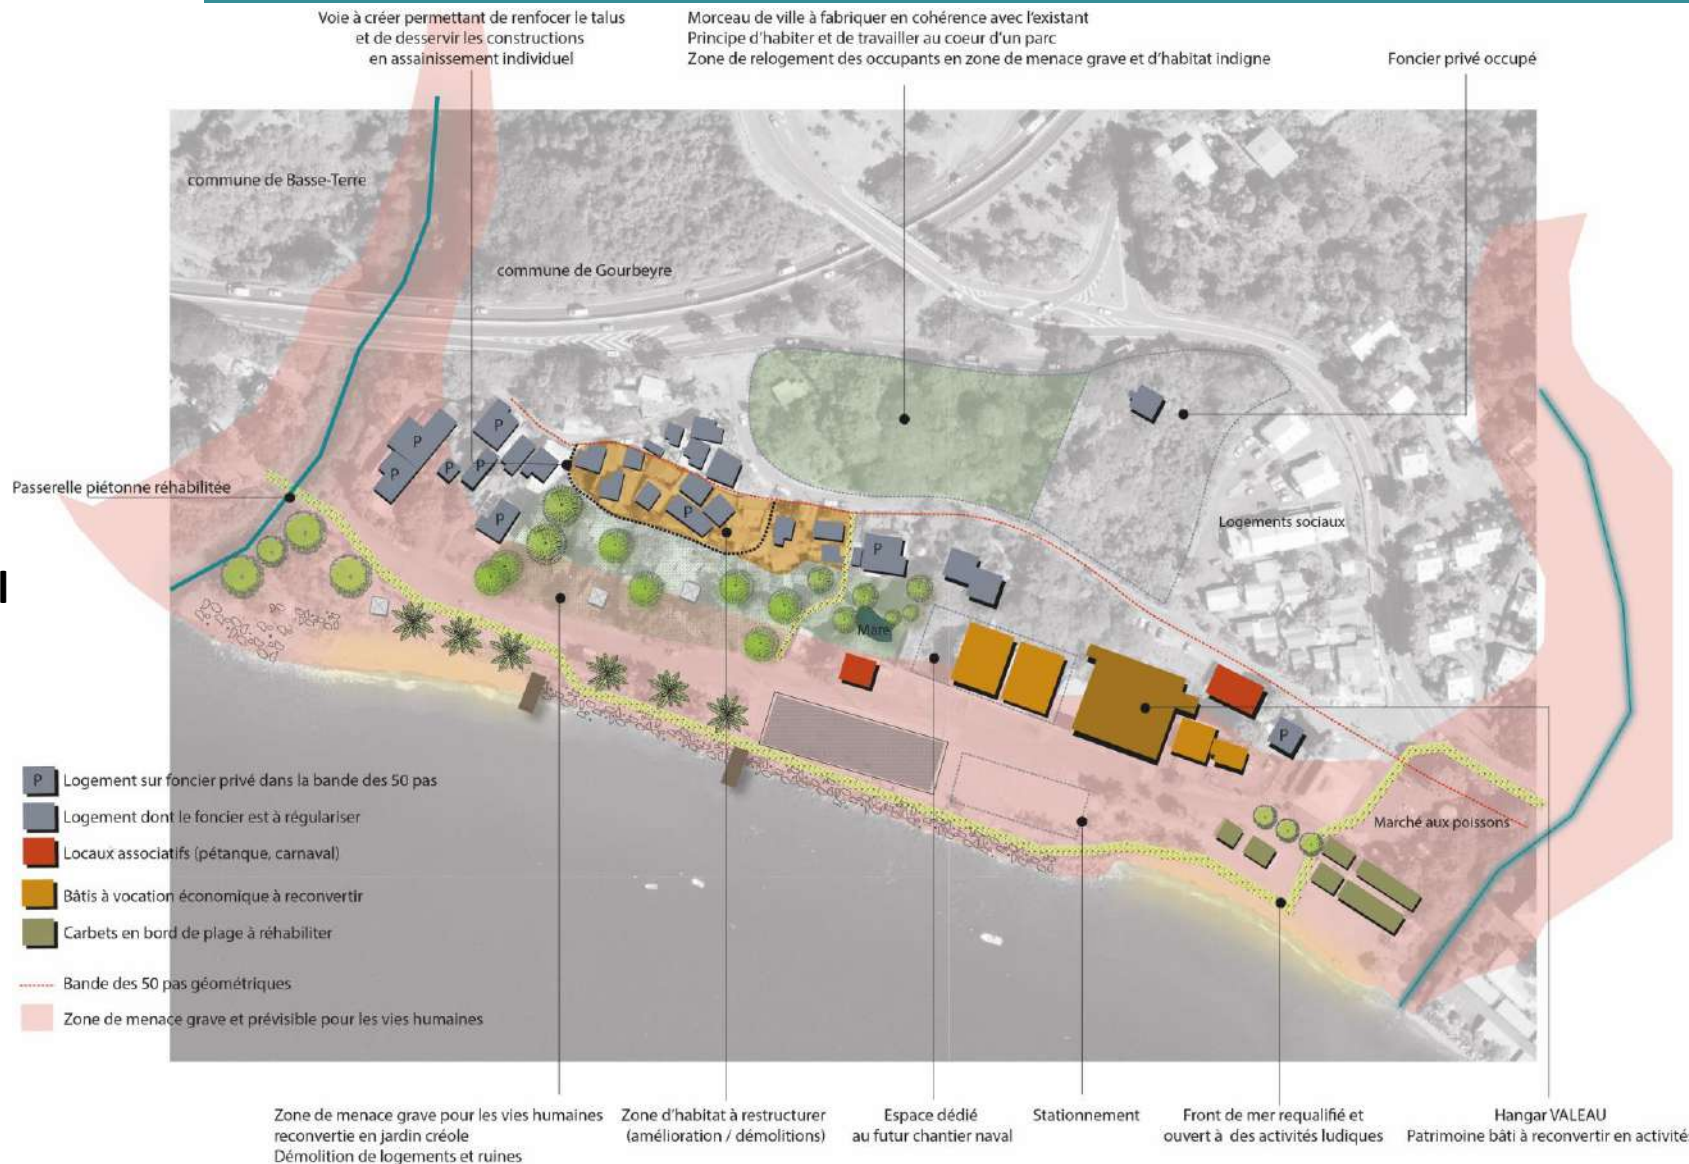 Voie à créer permettant de renfocer le talus
et de desservir les constructions
en assainissement individuel
Morceau de ville à fabriquer en cohérence avec l'existant
Principe d'habiter et de travailler au coeur d'un parc
Zone de relogement des occupants en zone de menace grave et d'habitat indigne
Foncier privé occupé
commune de Basse-Terre
commune de Gourbeyre
Passerelle piétonne réhabilitée
P
P
P
P
P
P
P
P
Logements sociaux
Mare
P
Marché aux poissons
P Logement sur foncier privé dans la bande des 50 pas
Logement dont le foncier est à régulariser
Locaux associatifs (pétanque, carnaval)
Bâtis à vocation économique à reconvertir
Carbets en bord de plage à réhabiliter
Bande des 50 pas géométriques
Zone de menace grave et prévisible pour les vies humaines
Zone de menace grave pour les vies humaines
reconvertie en jardin créole
Démolition de logements et ruines
Zone d'habitat à restructurer
(amélioration / démolitions)
Espace dédié
au futur chantier naval
Stationnement
Front de mer requalifié et
ouvert à des activités ludiques
Hangar VALEAU
Patrimoine bâti à reconvertir en activité